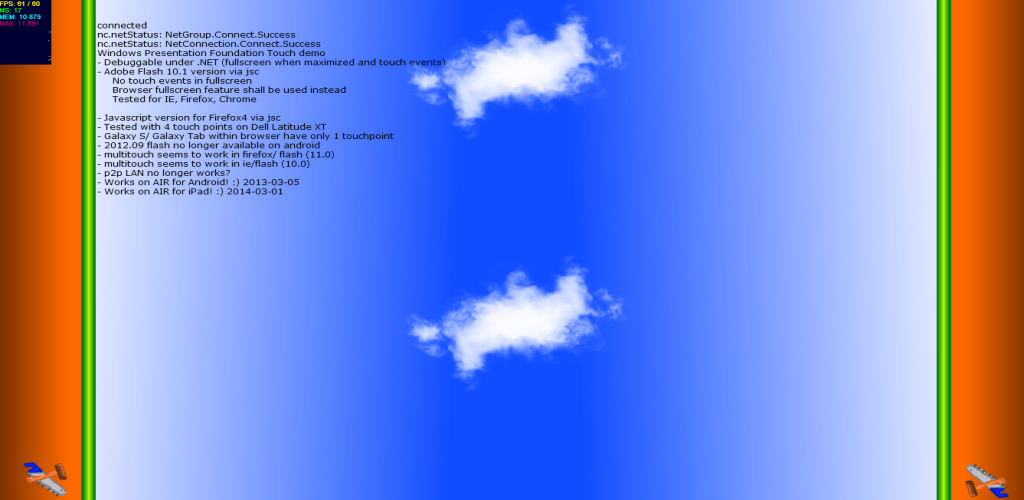 FPS: 61 / 60
MS: 17
MEM: 10.879
MAX: 11.691
connected
nc.netStatus: NetGroup.Connect.Success
nc.netStatus: NetConnection.Connect.Success
Windows Presentation Foundation Touch demo
- Debuggable under .NET (fullscreen when maximized and touch events)
- Adobe Flash 10.1 version via jsc
No touch events in fullscreen
Browser fullscreen feature shall be used instead
Tested for IE, Firefox, Chrome
- Javascript version for Firefox4 via jsc
- Tested with 4 touch points on Dell Latitude XT
- Galaxy S/ Galaxy Tab within browser have only 1 touchpoint
- 2012.09 flash no longer available on android
- multitouch seems to work in firefox/ flash (11.0)
- multitouch seems to work in ie/flash (10.0)
- p2p LAN no longer works?
- Works on AIR for Android! :) 2013-03-05
- Works on AIR for iPad! :) 2014-03-01